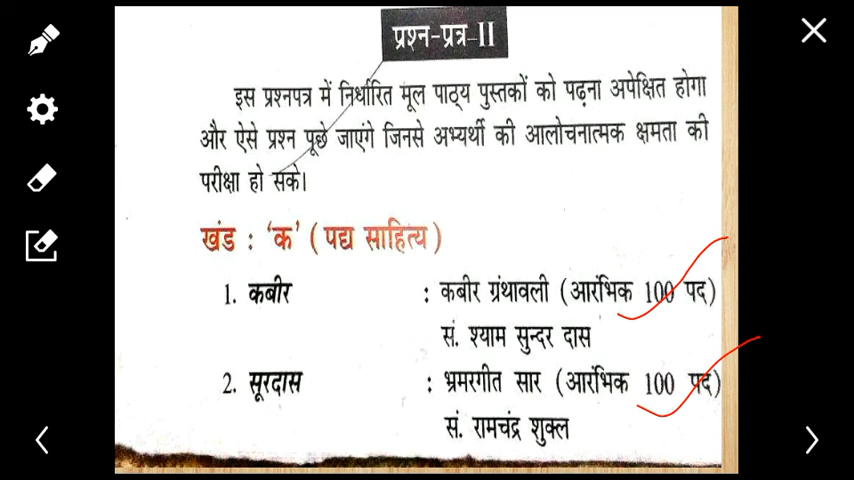 प्रश्न-प्रत्र-II
इस प्रश्नपत्र में निर्धारित मूल पाठ्य पुस्तकों को पढ़ना अपेक्षित होगा
और ऐसे प्रश्न पूछे जाएंगे जिनसे अभ्यर्थी की आलोचनात्मक क्षमता की
परीक्षा हो सके।
खंड : ‘क’ ( पद्य साहित्य )
1. कबीर : कबीर ग्रंथावली (आरंभिक 100 पद)
सं. श्याम सुन्दर दास
2. सूरदास : भ्रमरगीत सार (आरंभिक 100 पद)
सं. रामचंद्र शुक्ल